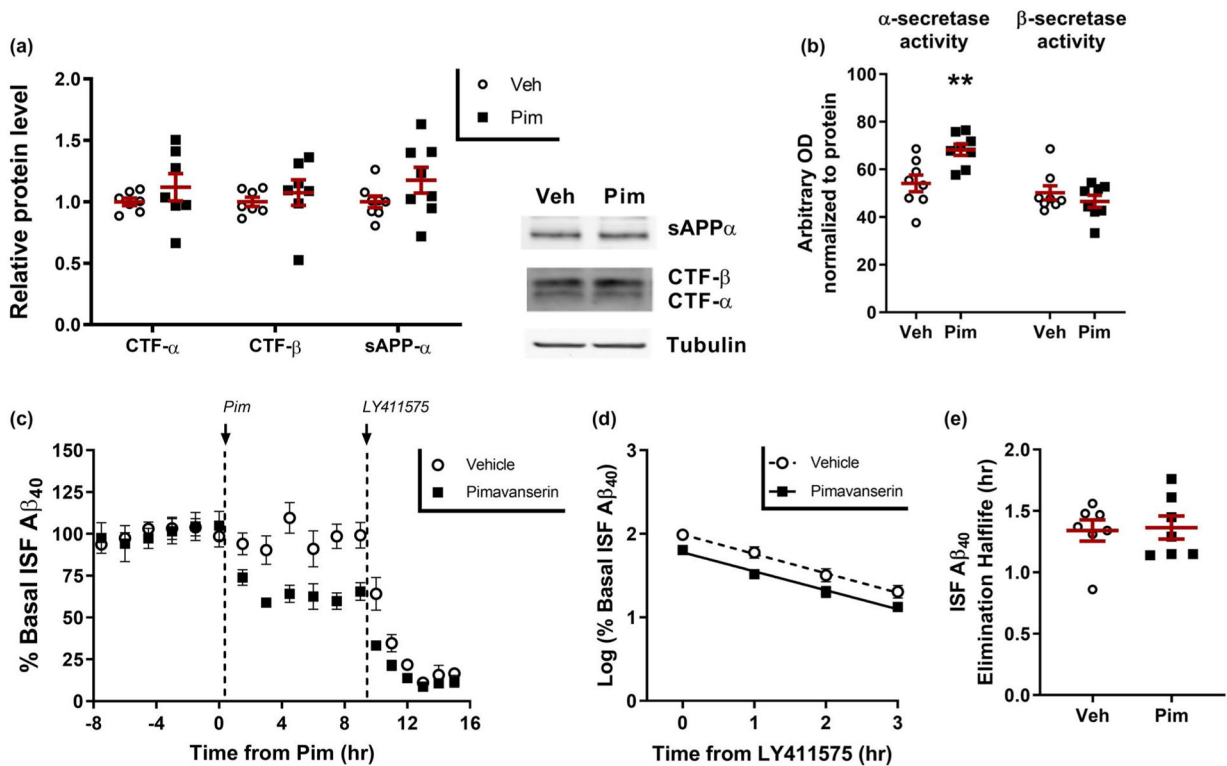 (a)
Relative protein level
2.0
1.5
1.0
0.5
0.0
CTF-α
CTF-β
sAPP-α
Veh
Pim
Veh Pim
sAPPα
CTF-β
CTF-α
Tubulin
(b)
α-secretase
activity
β-secretase
activity
Arbitrary OD
normalized to protein
100
80
60
40
20
0
**
Veh Pim Veh Pim
(c)
Pim
LY411575
% Basal ISF Aβ40
150
125
100
75
50
25
0
-8 -4 0 4 8 12 16
Time from Pim (hr)
Vehicle
Pimavanserin
(d)
Log (% Basal ISF Aβ40)
3
2
1
0 1 2 3
Time from LY411575 (hr)
Vehicle
Pimavanserin
(e)
ISF Aβ40
Elimination Halflife (hr)
2.0
1.5
1.0
0.5
0.0
Veh Pim